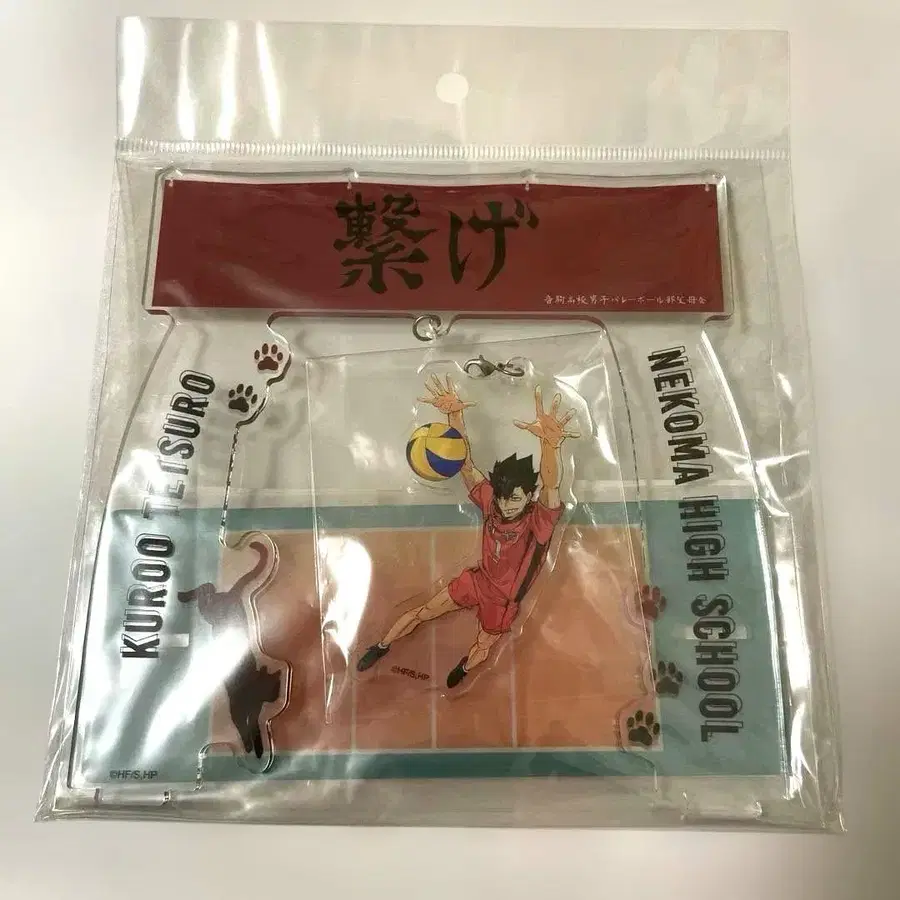 繋げ
音駒高校男子バレーボール部父母会
KUROO TETSURO
NEKOMA HIGH SCHOOL
1
©HF/S,HP
©HF/S,HP